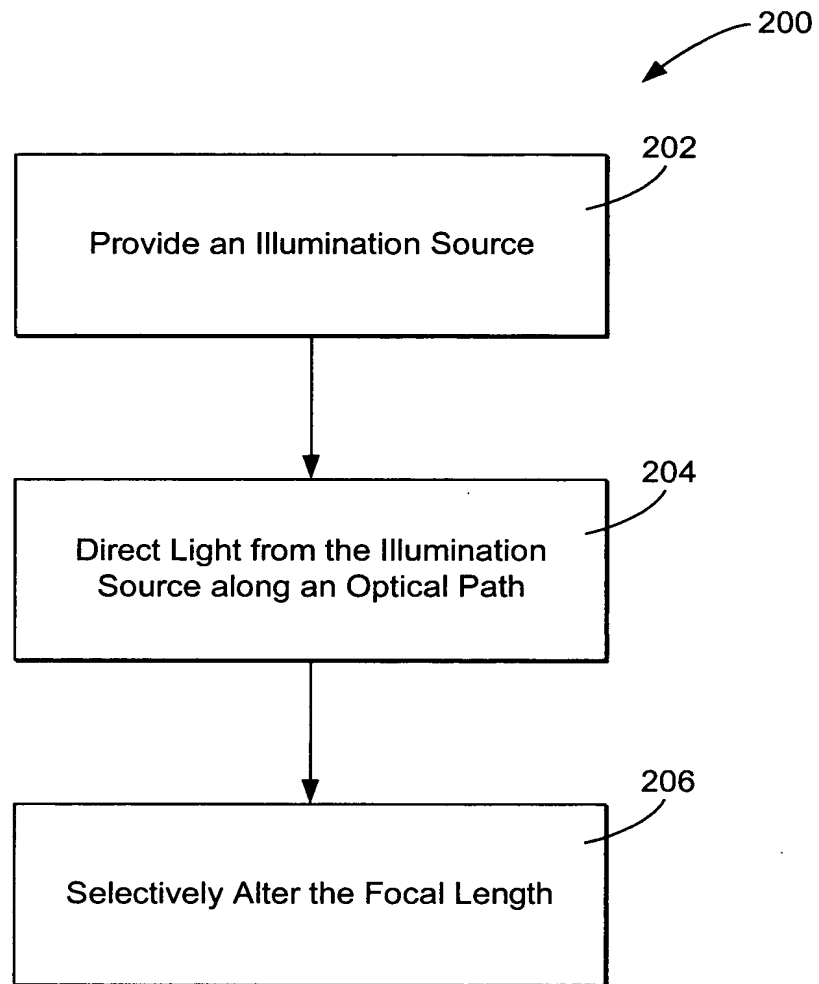 200
202
Provide an Illumination Source
204
Direct Light from the Illumination
Source along an Optical Path
206
Selectively Alter the Focal Length